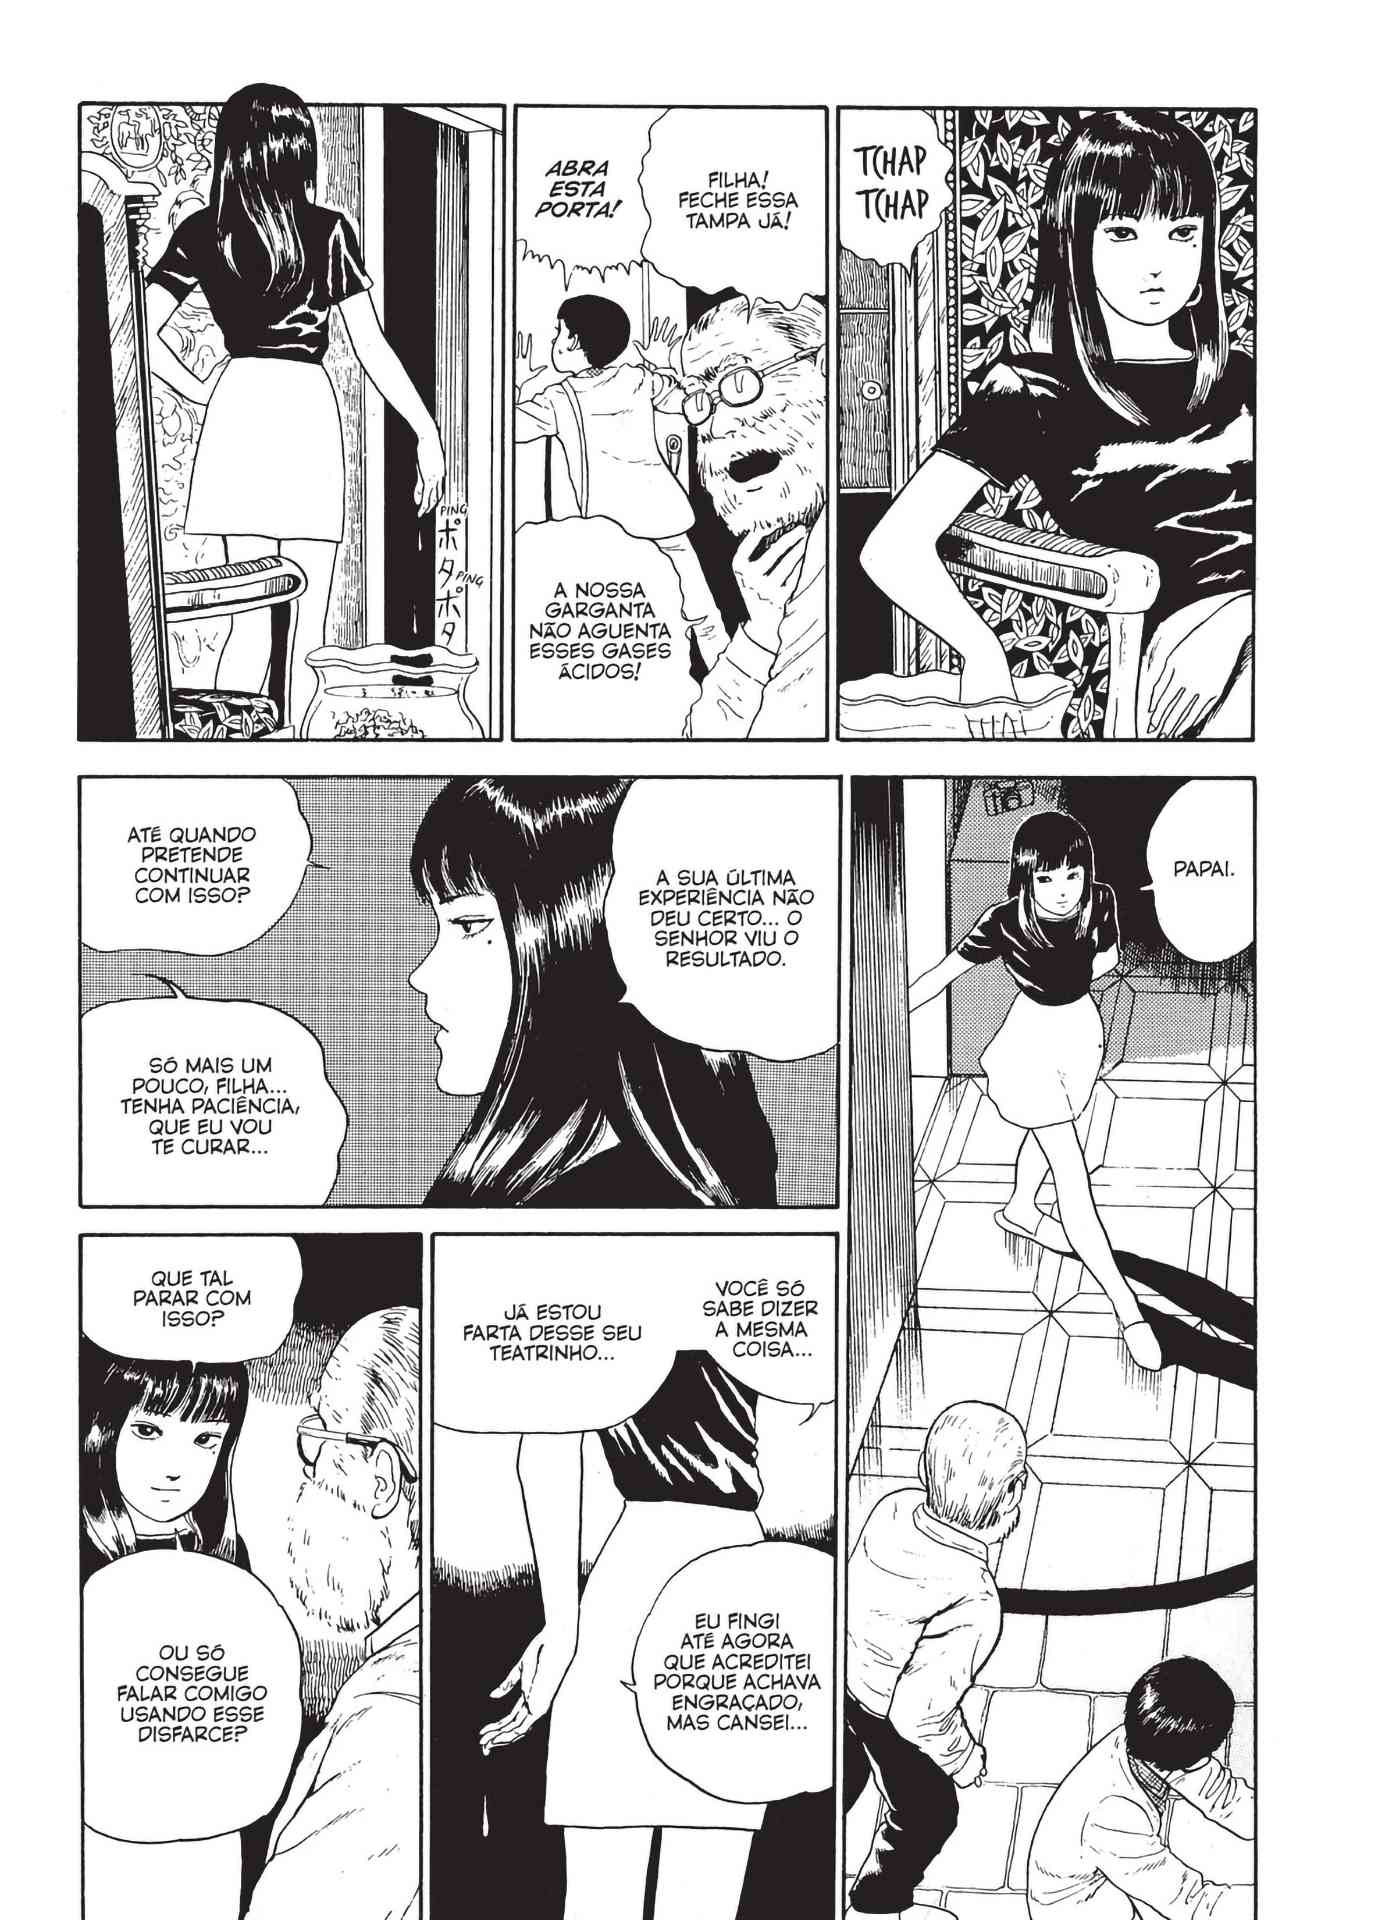 TCHAP
TCHAP
FILHA!
FECHE ESSA
TAMPA JÁ!
ABRA
ESTA
PORTA!
A NOSSA
GARGANTA
NÃO AGUENTA
ESSES GASES
ÁCIDOS!
PING
ポタ
PING
ポタ
PAPAI.
A SUA ÚLTIMA
EXPERIÊNCIA NÃO
DEU CERTO... O
SENHOR VIU O
RESULTADO.
ATÉ QUANDO
PRETENDE
CONTINUAR
COM ISSO?
SÓ MAIS UM
POUCO, FILHA...
TENHA PACIÊNCIA,
QUE EU VOU
TE CURAR...
VOCÊ SÓ
SABE DIZER
A MESMA
COISA...
JÁ ESTOU
FARTA DESSE SEU
TEATRINHO...
EU FINGI
ATÉ AGORA
QUE ACREDITEI
PORQUE ACHAVA
ENGRAÇADO,
MAS CANSEI...
QUE TAL
PARAR COM
ISSO?
OU SÓ
CONSEGUE
FALAR COMIGO
USANDO ESSE
DISFARCE?